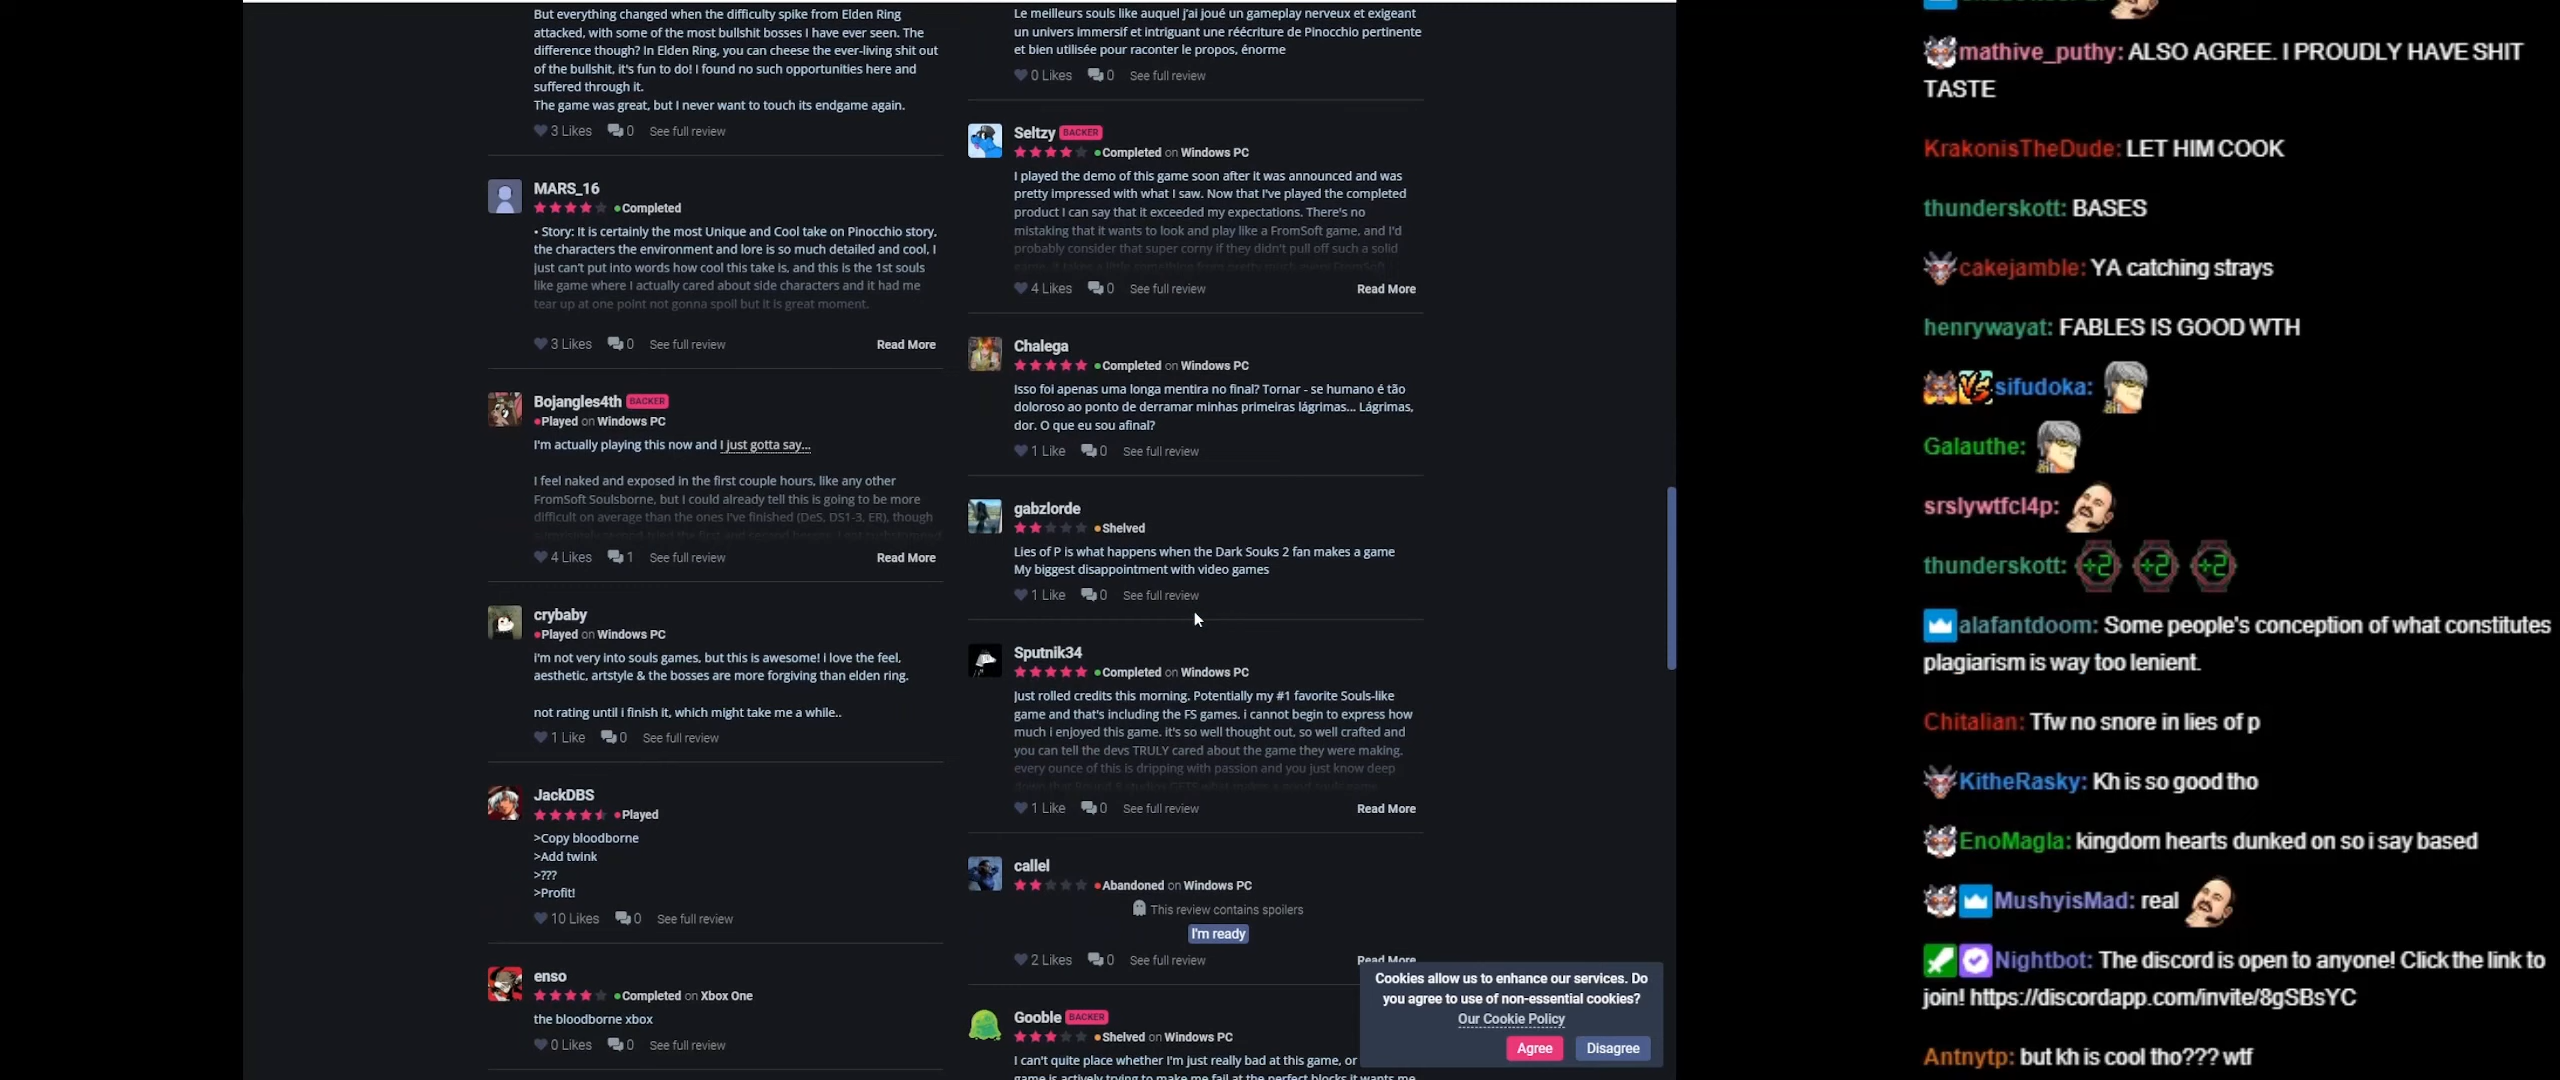 But everything changed when the difficulty spike from Elden Ring
attacked, with some of the most bullshit bosses I have ever seen. The
difference though? In Elden Ring, you can cheese the ever-living shit out
of the bullshit, it's fun to do! I found no such opportunities here and
suffered through it.
The game was great, but I never want to touch its endgame again.
3 Likes 0 See full review
MARS_16
Completed
• Story: It is certainly the most Unique and Cool take on Pinocchio story,
the characters the environment and lore is so much detailed and cool, I
just can't put into words how cool this take is, and this is the 1st souls
like game where I actually cared about side characters and it had me
tear up at one point not gonna spoil but it is great moment.
3 Likes 0 See full review Read More
Bojangles4th BACKER
Played on Windows PC
I'm actually playing this now and I just gotta say...
I feel naked and exposed in the first couple hours, like any other
FromSoft Soulsborne, but I could already tell this is going to be more
difficult on average than the ones I've finished (DeS, DS1-3, ER), though
4 Likes 1 See full review Read More
crybaby
Played on Windows PC
i'm not very into souls games, but this is awesome! i love the feel,
aesthetic, artstyle & the bosses are more forgiving than elden ring.
not rating until i finish it, which might take me a while..
1 Like 0 See full review
JackDBS
Played
>Copy bloodborne
>Add twink
>???
>Profit!
10 Likes 0 See full review
enso
Completed on Xbox One
the bloodborne xbox
0 Likes 0 See full review
Le meilleurs souls like auquel j'ai joué un gameplay nerveux et exigeant
un univers immersif et intriguant une réécriture de Pinocchio pertinente
et bien utilisée pour raconter le propos, énorme
0 Likes 0 See full review
Seltzy BACKER
Completed on Windows PC
I played the demo of this game soon after it was announced and was
pretty impressed with what I saw. Now that I've played the completed
product I can say that it exceeded my expectations. There's no
mistaking that it wants to look and play like a FromSoft game, and I'd
probably consider that super corny if they didn't pull off such a solid
4 Likes 0 See full review Read More
Chalega
Completed on Windows PC
Isso foi apenas uma longa mentira no final? Tornar - se humano é tão
doloroso ao ponto de derramar minhas primeiras lágrimas... Lágrimas,
dor. O que eu sou afinal?
1 Like 0 See full review
gabzlorde
Shelved
Lies of P is what happens when the Dark Souks 2 fan makes a game
My biggest disappointment with video games
1 Like 0 See full review
Sputnik34
Completed on Windows PC
Just rolled credits this morning. Potentially my #1 favorite Souls-like
game and that's including the FS games. i cannot begin to express how
much i enjoyed this game. it's so well thought out, so well crafted and
you can tell the devs TRULY cared about the game they were making.
every ounce of this is dripping with passion and you just know deep
1 Like 0 See full review Read More
callel
Abandoned on Windows PC
This review contains spoilers
I'm ready
2 Likes 0 See full review Read More
Gooble BACKER
Shelved on Windows PC
I can't quite place whether I'm just really bad at this game, or
game is actively trying to make me fail at the perfect blocks it wants me
Cookies allow us to enhance our services. Do
you agree to use of non-essential cookies?
Our Cookie Policy
Agree Disagree
mathive_puthy: ALSO AGREE. I PROUDLY HAVE SHIT
TASTE
KrakonisTheDude: LET HIM COOK
thunderskott: BASES
cakejamble: YA catching strays
henrywayat: FABLES IS GOOD WTH
sifudoka:
Galauthe:
srslywtfcl4p:
thunderskott: +2 +2 +2
alafantdoom: Some people's conception of what constitutes
plagiarism is way too lenient.
Chitalian: Tfw no snore in lies of p
KitheRasky: Kh is so good tho
EnoMagla: kingdom hearts dunked on so i say based
MushyisMad: real
Nightbot: The discord is open to anyone! Click the link to
join! https://discordapp.com/invite/8gSBsYC
Antnytp: but kh is cool tho??? wtf